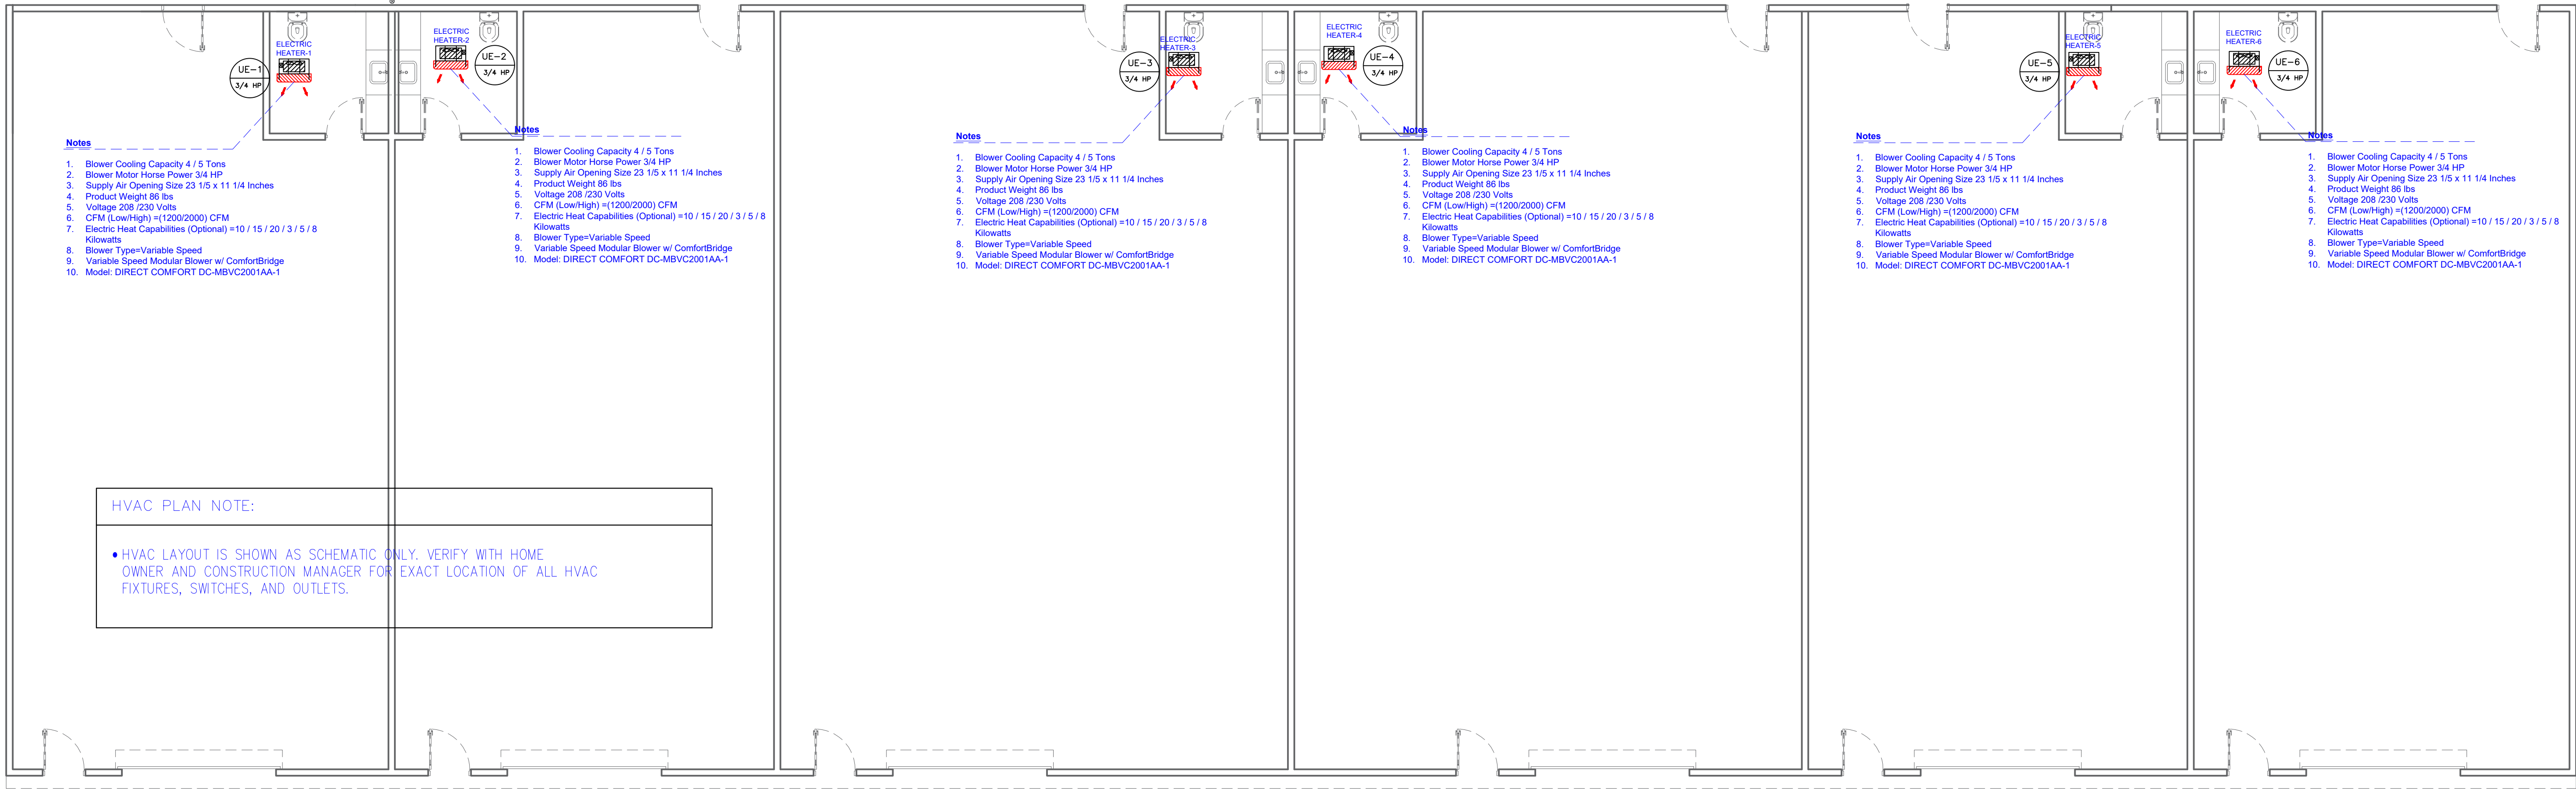 ELECTRIC
HEATER-1
UE-1
3/4 HP
Notes
1. Blower Cooling Capacity 4 / 5 Tons
2. Blower Motor Horse Power 3/4 HP
3. Supply Air Opening Size 23 1/5 x 11 1/4 Inches
4. Product Weight 86 lbs
5. Voltage 208 /230 Volts
6. CFM (Low/High) =(1200/2000) CFM
7. Electric Heat Capabilities (Optional) =10 / 15 / 20 / 3 / 5 / 8
Kilowatts
8. Blower Type=Variable Speed
9. Variable Speed Modular Blower w/ ComfortBridge
10. Model: DIRECT COMFORT DC-MBVC2001AA-1
ELECTRIC
HEATER-2
UE-2
3/4 HP
Notes
1. Blower Cooling Capacity 4 / 5 Tons
2. Blower Motor Horse Power 3/4 HP
3. Supply Air Opening Size 23 1/5 x 11 1/4 Inches
4. Product Weight 86 lbs
5. Voltage 208 /230 Volts
6. CFM (Low/High) =(1200/2000) CFM
7. Electric Heat Capabilities (Optional) =10 / 15 / 20 / 3 / 5 / 8
Kilowatts
8. Blower Type=Variable Speed
9. Variable Speed Modular Blower w/ ComfortBridge
10. Model: DIRECT COMFORT DC-MBVC2001AA-1
ELECTRIC
HEATER-3
UE-3
3/4 HP
Notes
1. Blower Cooling Capacity 4 / 5 Tons
2. Blower Motor Horse Power 3/4 HP
3. Supply Air Opening Size 23 1/5 x 11 1/4 Inches
4. Product Weight 86 lbs
5. Voltage 208 /230 Volts
6. CFM (Low/High) =(1200/2000) CFM
7. Electric Heat Capabilities (Optional) =10 / 15 / 20 / 3 / 5 / 8
Kilowatts
8. Blower Type=Variable Speed
9. Variable Speed Modular Blower w/ ComfortBridge
10. Model: DIRECT COMFORT DC-MBVC2001AA-1
ELECTRIC
HEATER-4
UE-4
3/4 HP
Notes
1. Blower Cooling Capacity 4 / 5 Tons
2. Blower Motor Horse Power 3/4 HP
3. Supply Air Opening Size 23 1/5 x 11 1/4 Inches
4. Product Weight 86 lbs
5. Voltage 208 /230 Volts
6. CFM (Low/High) =(1200/2000) CFM
7. Electric Heat Capabilities (Optional) =10 / 15 / 20 / 3 / 5 / 8
Kilowatts
8. Blower Type=Variable Speed
9. Variable Speed Modular Blower w/ ComfortBridge
10. Model: DIRECT COMFORT DC-MBVC2001AA-1
ELECTRIC
HEATER-5
UE-5
3/4 HP
Notes
1. Blower Cooling Capacity 4 / 5 Tons
2. Blower Motor Horse Power 3/4 HP
3. Supply Air Opening Size 23 1/5 x 11 1/4 Inches
4. Product Weight 86 lbs
5. Voltage 208 /230 Volts
6. CFM (Low/High) =(1200/2000) CFM
7. Electric Heat Capabilities (Optional) =10 / 15 / 20 / 3 / 5 / 8
Kilowatts
8. Blower Type=Variable Speed
9. Variable Speed Modular Blower w/ ComfortBridge
10. Model: DIRECT COMFORT DC-MBVC2001AA-1
ELECTRIC
HEATER-6
UE-6
3/4 HP
Notes
1. Blower Cooling Capacity 4 / 5 Tons
2. Blower Motor Horse Power 3/4 HP
3. Supply Air Opening Size 23 1/5 x 11 1/4 Inches
4. Product Weight 86 lbs
5. Voltage 208 /230 Volts
6. CFM (Low/High) =(1200/2000) CFM
7. Electric Heat Capabilities (Optional) =10 / 15 / 20 / 3 / 5 / 8
Kilowatts
8. Blower Type=Variable Speed
9. Variable Speed Modular Blower w/ ComfortBridge
10. Model: DIRECT COMFORT DC-MBVC2001AA-1
HVAC PLAN NOTE:
• HVAC LAYOUT IS SHOWN AS SCHEMATIC ONLY. VERIFY WITH HOME
OWNER AND CONSTRUCTION MANAGER FOR EXACT LOCATION OF ALL HVAC
FIXTURES, SWITCHES, AND OUTLETS.